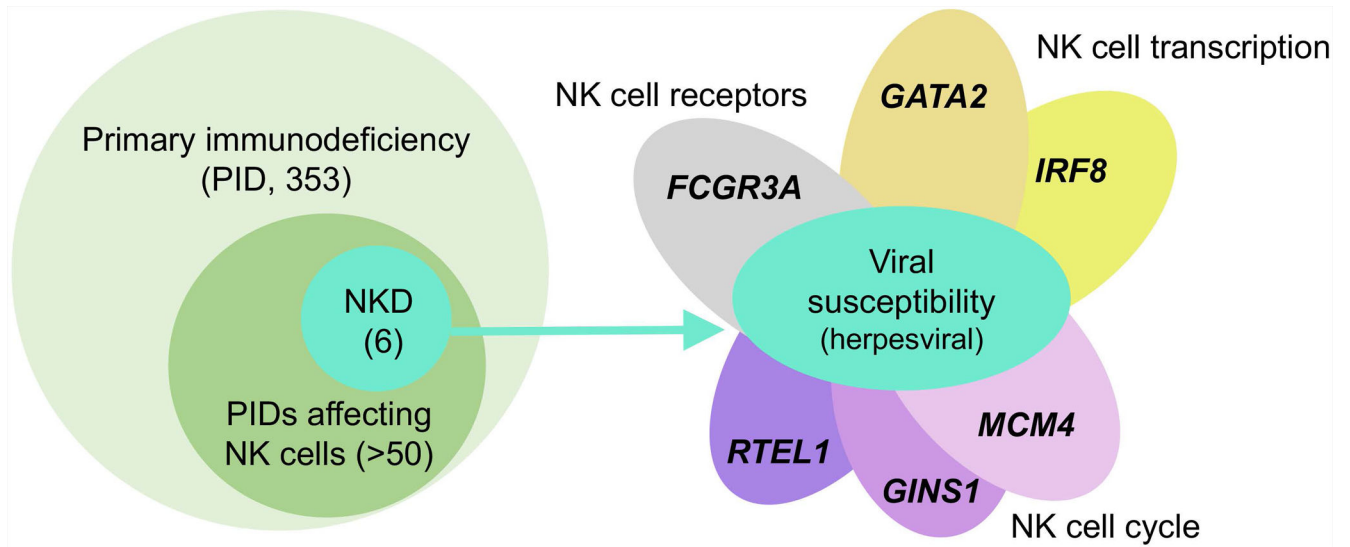 Primary immunodeficiency
(PID, 353)
NKD
(6)
PIDs affecting
NK cells (>50)
NK cell receptors
NK cell transcription
GATA2
IRF8
FCGR3A
Viral
susceptibility
(herpesviral)
MCM4
RTEL1
GINS1
NK cell cycle